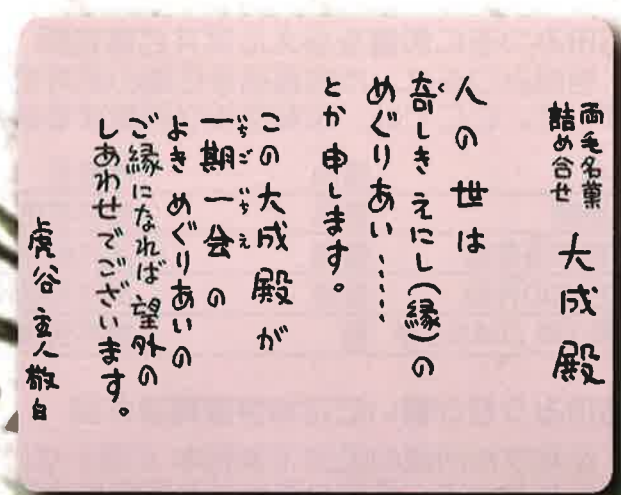 両毛名菓
詰め合せ
大成殿
人の世は
奇しきえにし(縁)の
めぐりあい・・・・・
とか申します。
この大成殿が
一期一会の
よきめぐりあいの
ご縁になれば望外の
しあわせでございます。
虎谷主人敬白